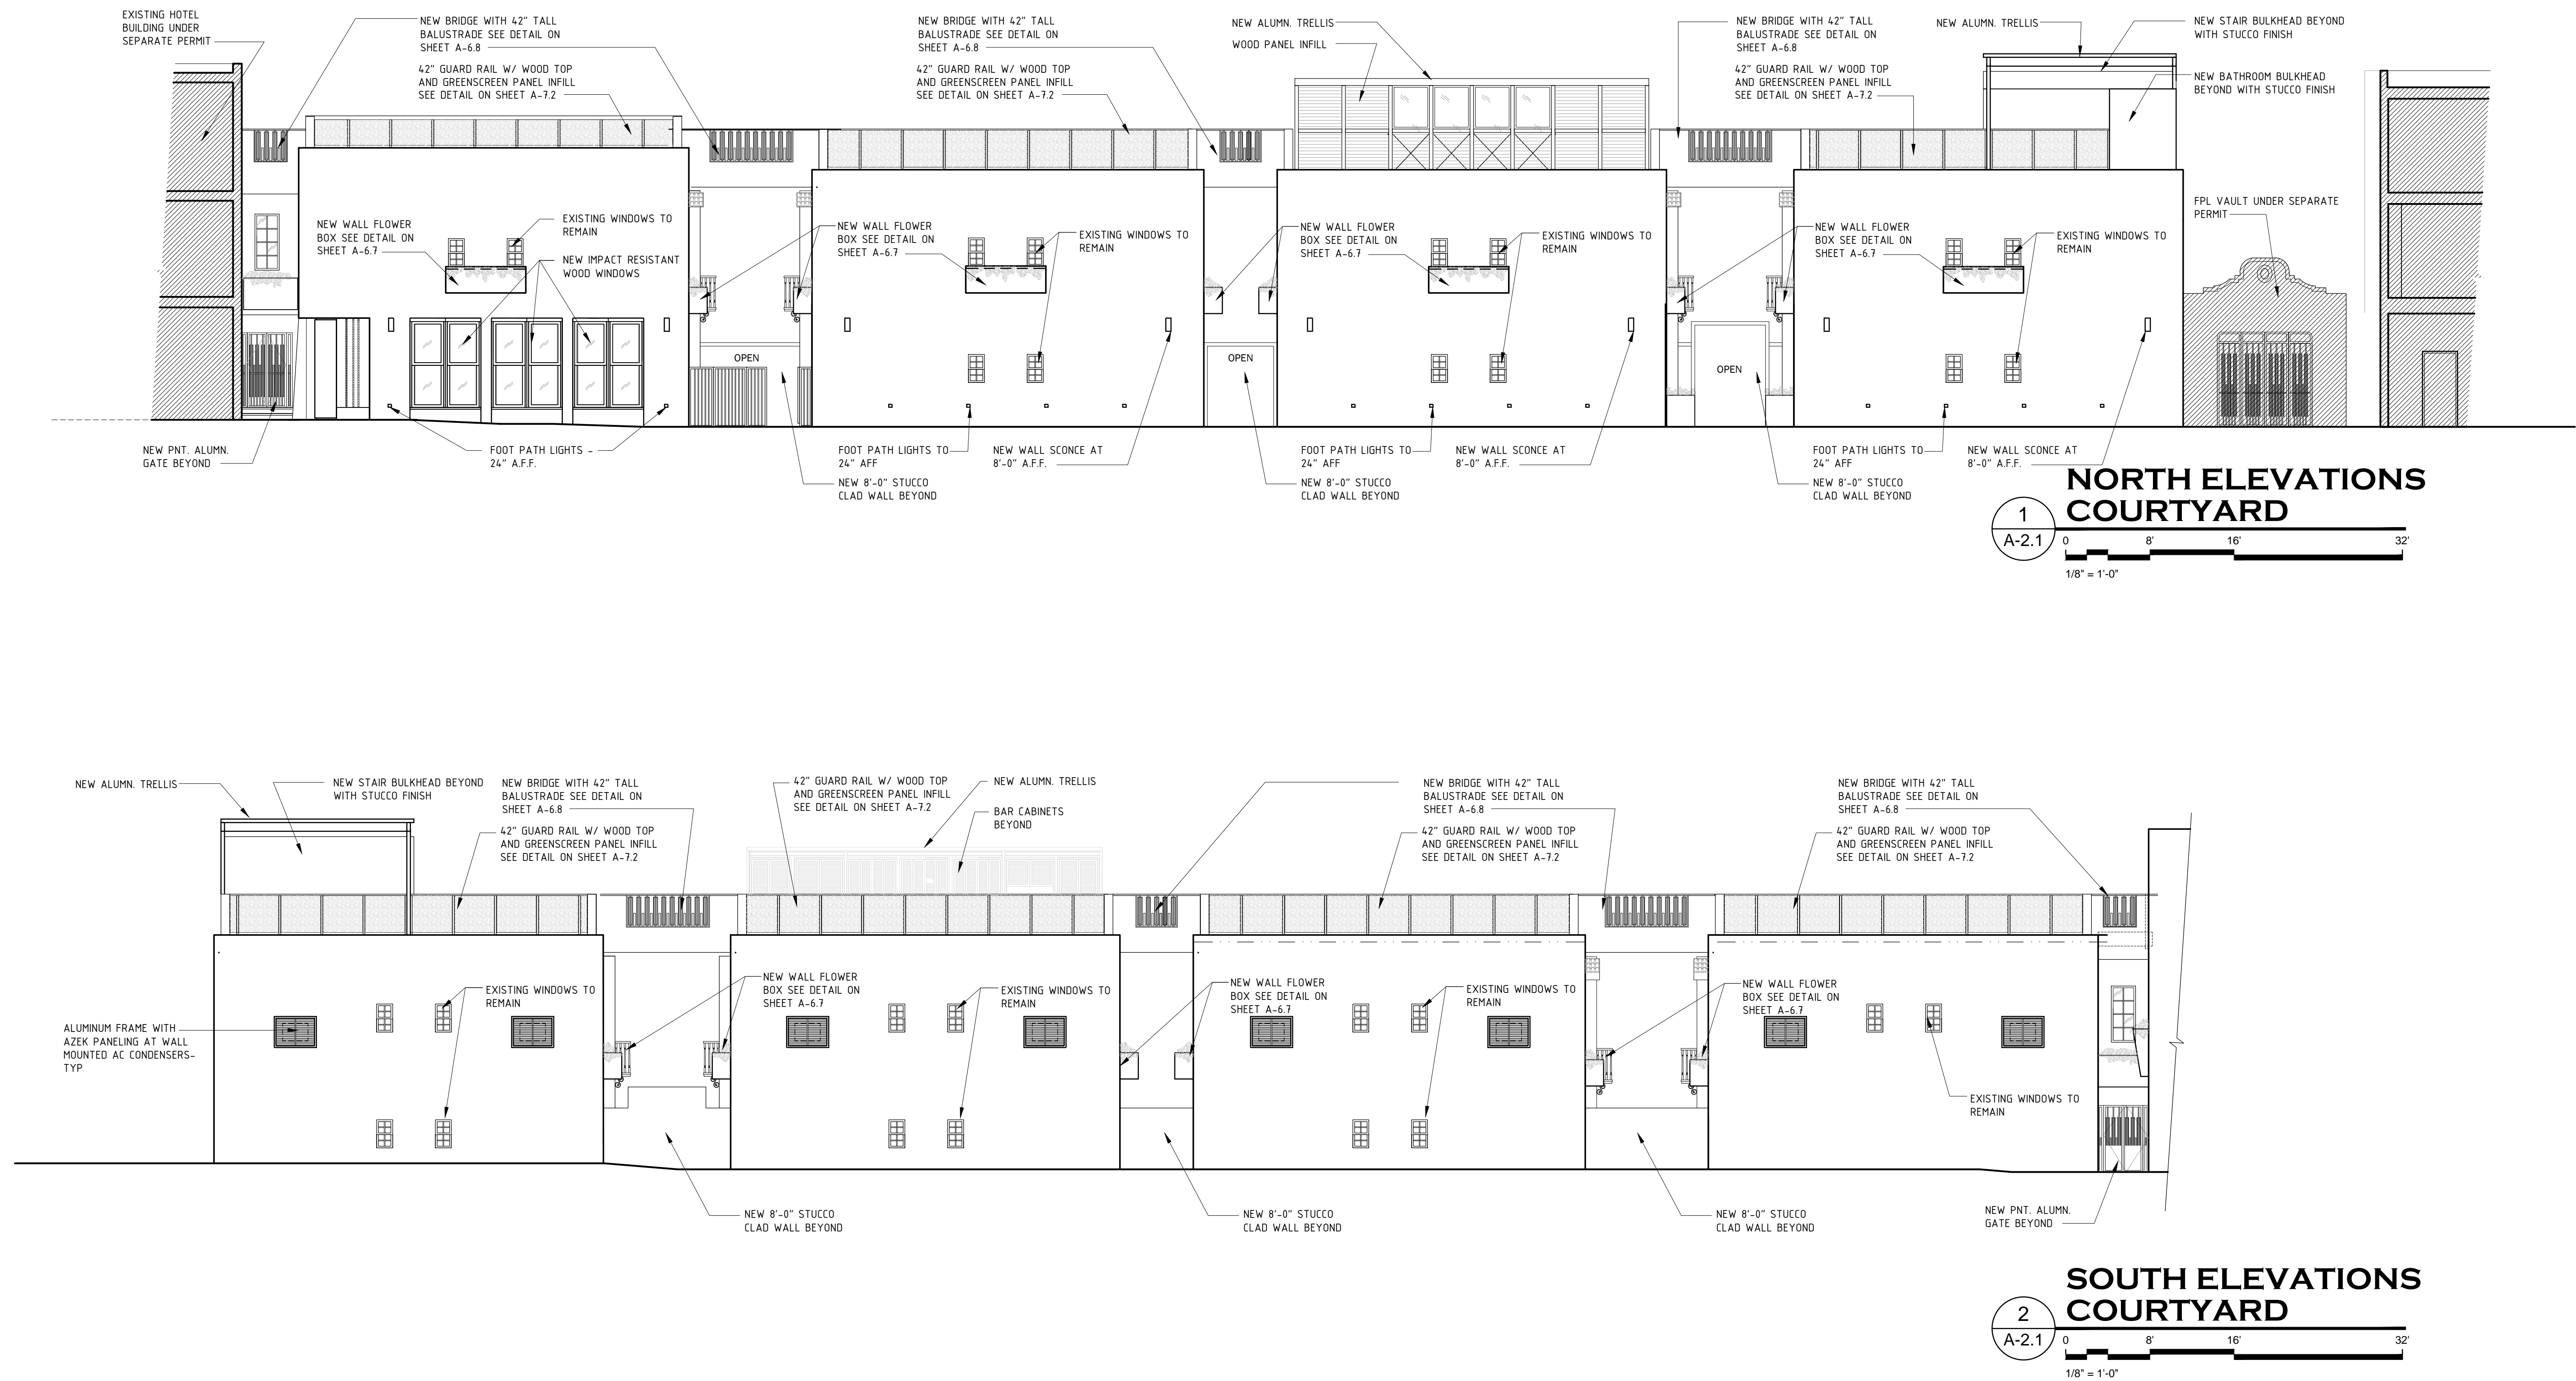 EXISTING HOTEL
BUILDING UNDER
SEPARATE PERMIT
NEW BRIDGE WITH 42" TALL
BALUSTRADE SEE DETAIL ON
SHEET A-6.8
42" GUARD RAIL W/ WOOD TOP
AND GREENSCREEN PANEL INFILL
SEE DETAIL ON SHEET A-7.2
NEW BRIDGE WITH 42" TALL
BALUSTRADE SEE DETAIL ON
SHEET A-6.8
42" GUARD RAIL W/ WOOD TOP
AND GREENSCREEN PANEL INFILL
SEE DETAIL ON SHEET A-7.2
NEW ALUMN. TRELLIS
WOOD PANEL INFILL
NEW BRIDGE WITH 42" TALL
BALUSTRADE SEE DETAIL ON
SHEET A-6.8
42" GUARD RAIL W/ WOOD TOP
AND GREENSCREEN PANEL INFILL
SEE DETAIL ON SHEET A-7.2
NEW ALUMN. TRELLIS
NEW STAIR BULKHEAD BEYOND
WITH STUCCO FINISH
NEW BATHROOM BULKHEAD
BEYOND WITH STUCCO FINISH
NEW WALL FLOWER
BOX SEE DETAIL ON
SHEET A-6.7
EXISTING WINDOWS TO
REMAIN
NEW IMPACT RESISTANT
WOOD WINDOWS
NEW WALL FLOWER
BOX SEE DETAIL ON
SHEET A-6.7
EXISTING WINDOWS TO
REMAIN
NEW WALL FLOWER
BOX SEE DETAIL ON
SHEET A-6.7
EXISTING WINDOWS TO
REMAIN
NEW WALL FLOWER
BOX SEE DETAIL ON
SHEET A-6.7
EXISTING WINDOWS TO
REMAIN
FPL VAULT UNDER SEPARATE
PERMIT
OPEN
OPEN
OPEN
NEW PNT. ALUMN.
GATE BEYOND
FOOT PATH LIGHTS -
24" A.F.F.
FOOT PATH LIGHTS TO
24" AFF
NEW 8'-0" STUCCO
CLAD WALL BEYOND
NEW WALL SCONCE AT
8'-0" A.F.F.
FOOT PATH LIGHTS TO
24" AFF
NEW 8'-0" STUCCO
CLAD WALL BEYOND
NEW WALL SCONCE AT
8'-0" A.F.F.
FOOT PATH LIGHTS TO
24" AFF
NEW 8'-0" STUCCO
CLAD WALL BEYOND
NEW WALL SCONCE AT
8'-0" A.F.F.
1
A-2.1
NORTH ELEVATIONS
COURTYARD
0 8' 16' 32'
1/8" = 1'-0"
NEW ALUMN. TRELLIS
NEW STAIR BULKHEAD BEYOND
WITH STUCCO FINISH
NEW BRIDGE WITH 42" TALL
BALUSTRADE SEE DETAIL ON
SHEET A-6.8
42" GUARD RAIL W/ WOOD TOP
AND GREENSCREEN PANEL INFILL
SEE DETAIL ON SHEET A-7.2
42" GUARD RAIL W/ WOOD TOP
AND GREENSCREEN PANEL INFILL
SEE DETAIL ON SHEET A-7.2
NEW ALUMN. TRELLIS
BAR CABINETS
BEYOND
NEW BRIDGE WITH 42" TALL
BALUSTRADE SEE DETAIL ON
SHEET A-6.8
42" GUARD RAIL W/ WOOD TOP
AND GREENSCREEN PANEL INFILL
SEE DETAIL ON SHEET A-7.2
NEW BRIDGE WITH 42" TALL
BALUSTRADE SEE DETAIL ON
SHEET A-6.8
42" GUARD RAIL W/ WOOD TOP
AND GREENSCREEN PANEL INFILL
SEE DETAIL ON SHEET A-7.2
ALUMINUM FRAME WITH
AZEK PANELING AT WALL
MOUNTED AC CONDENSERS-
TYP
EXISTING WINDOWS TO
REMAIN
NEW WALL FLOWER
BOX SEE DETAIL ON
SHEET A-6.7
EXISTING WINDOWS TO
REMAIN
NEW WALL FLOWER
BOX SEE DETAIL ON
SHEET A-6.7
EXISTING WINDOWS TO
REMAIN
NEW WALL FLOWER
BOX SEE DETAIL ON
SHEET A-6.7
EXISTING WINDOWS TO
REMAIN
NEW 8'-0" STUCCO
CLAD WALL BEYOND
NEW 8'-0" STUCCO
CLAD WALL BEYOND
NEW 8'-0" STUCCO
CLAD WALL BEYOND
NEW PNT. ALUMN.
GATE BEYOND
2
A-2.1
SOUTH ELEVATIONS
COURTYARD
0 8' 16' 32'
1/8" = 1'-0"